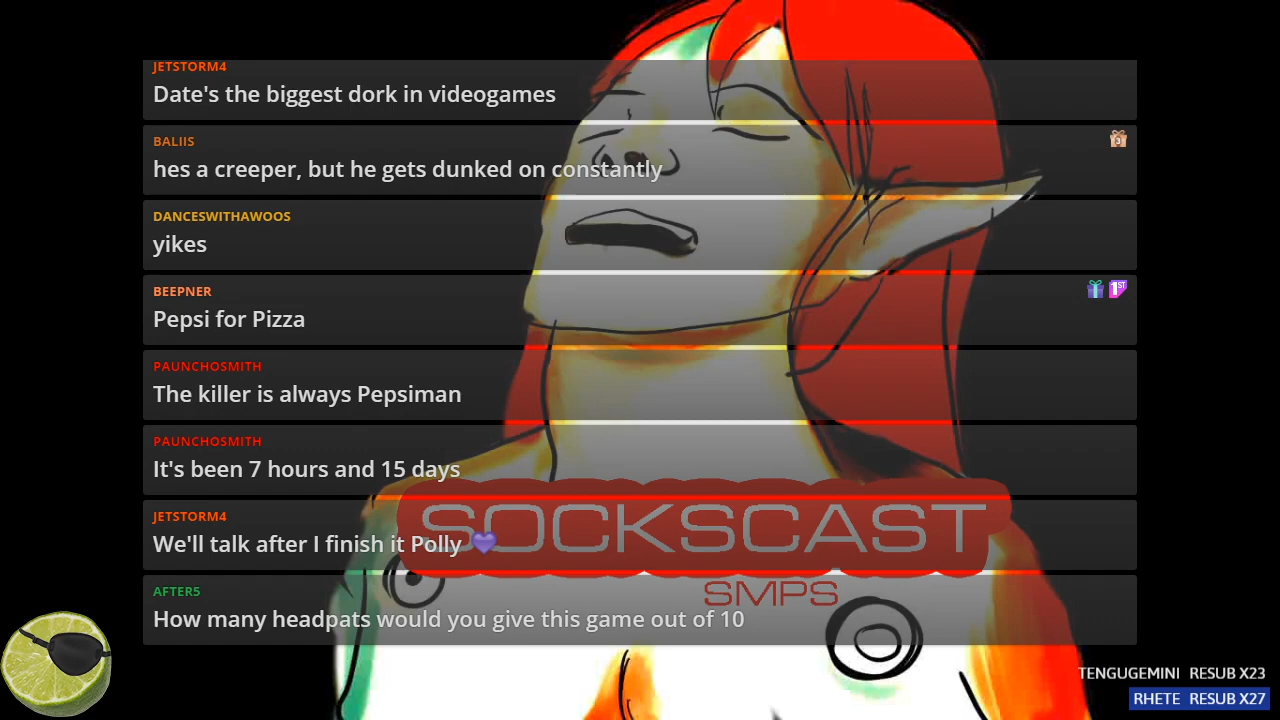 JETSTORM4
Date's the biggest dork in videogames
BALIIS
3
hes a creeper, but he gets dunked on constantly
DANCESWITHAWOOS
yikes
BEEPNER
1ST
Pepsi for Pizza
PAUNCHOSMITH
The killer is always Pepsiman
PAUNCHOSMITH
It's been 7 hours and 15 days
JETSTORM4
We'll talk after I finish it Polly 💜
SOCKSCAST
SMPS
AFTER5
How many headpats would you give this game out of 10
TENGUGEMINI RESUB X23
RHETE RESUB X27